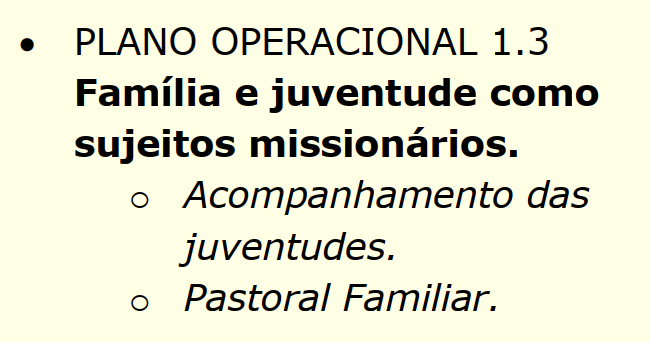 • PLANO OPERACIONAL 1.3
Família e juventude como
sujeitos missionários.
o Acompanhamento das
juventudes.
o Pastoral Familiar.